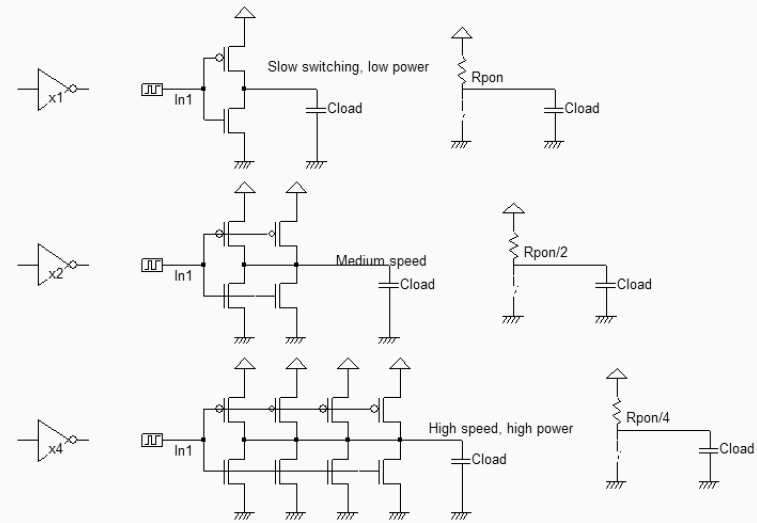 Slow switching, low power
Rpon
x1
In1
Cload
Cload
Medium speed
Rpon/2
x2
In1
Cload
Cload
High speed, high power
Rpon/4
x4
In1
Cload
Cload